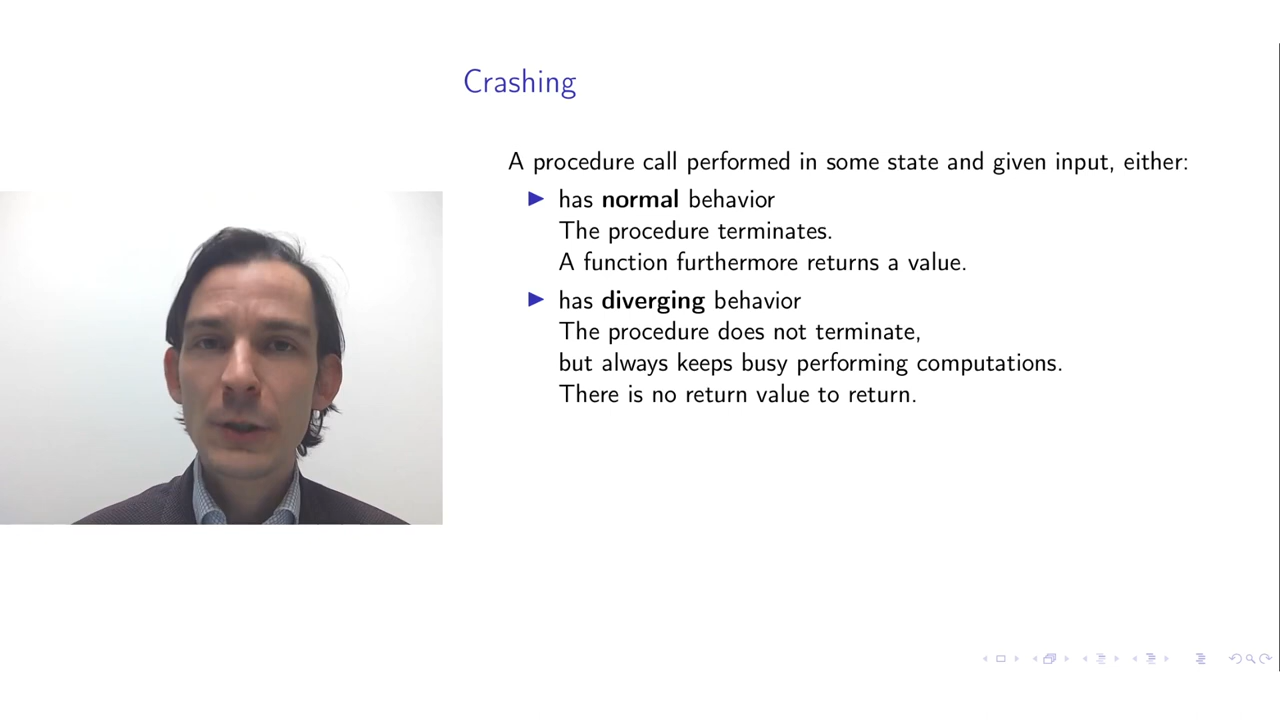 Crashing
A procedure call performed in some state and given input, either:
has normal behavior
The procedure terminates.
A function furthermore returns a value.
has diverging behavior
The procedure does not terminate,
but always keeps busy performing computations.
There is no return value to return.